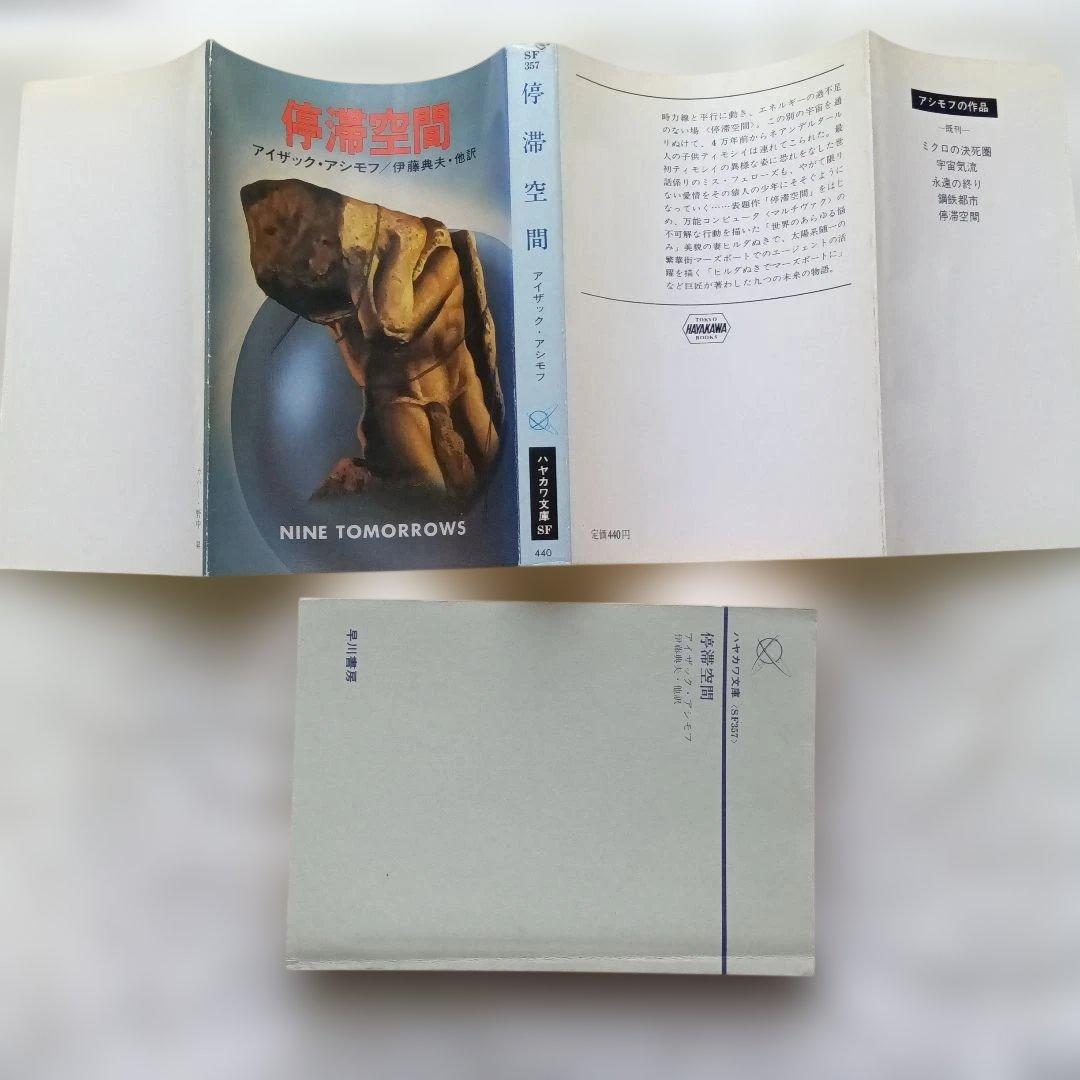 停滞空間
アイザック・アシモフ/伊藤典夫・他訳
NINE TOMORROWS
SF
357
停滞空間
アイザック・アシモフ
ハヤカワ文庫
SF
440
時力線と平行に動き、エネルギーの過不足
のない場〈停滞空間〉。この別の宇宙を通
りぬけて、4万年前からネアンデルタール
人の子供ティモシイは連れてこられた。最
初ティモシイの異様な姿に恐れをなした世
話係りのミス・フェローズも、やがて限り
ない愛情をその猿人の少年にそそぐように
なっていく……表題作「停滞空間」をはじ
め、万能コンピュータ〈マルチヴァク〉の
不可解な行動を描いた「世界のあらゆる悩
み」美貌の妻ヒルダぬきで、太陽系随一の
繁華街マーズポートでのエージェントの活
躍を描く「ヒルダぬきでマーズポートに」
など巨匠が著わした九つの未来の物語。
TOKYO
HAYAKAWA
BOOKS
定価440円
アシモフの作品
—既刊—
ミクロの決死圏
宇宙気流
永遠の終り
鋼鉄都市
停滞空間
ハヤカワ文庫〈SF357〉
停滞空間
アイザック・アシモフ
伊藤典夫・他訳
早川書房